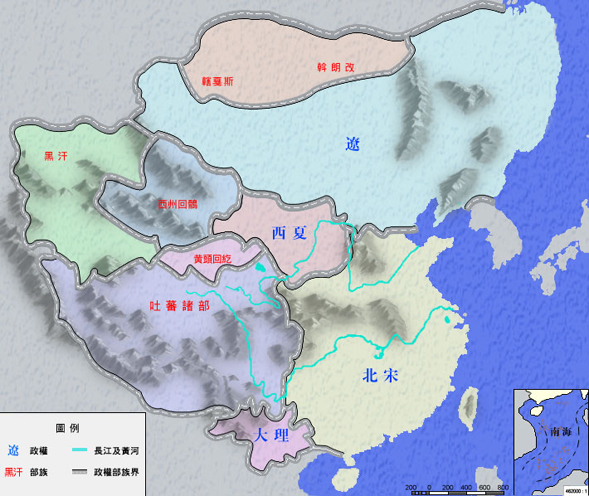 轄戛斯
斡朗改
遼
黑汗
西州回鶻
西夏
黃頭回紇
吐蕃諸部
北宋
大理
圖例
遼 政權
長江及黃河
黑汗 部族
政權部族界
南海
200 0 200 400 600 800
462000 : 1